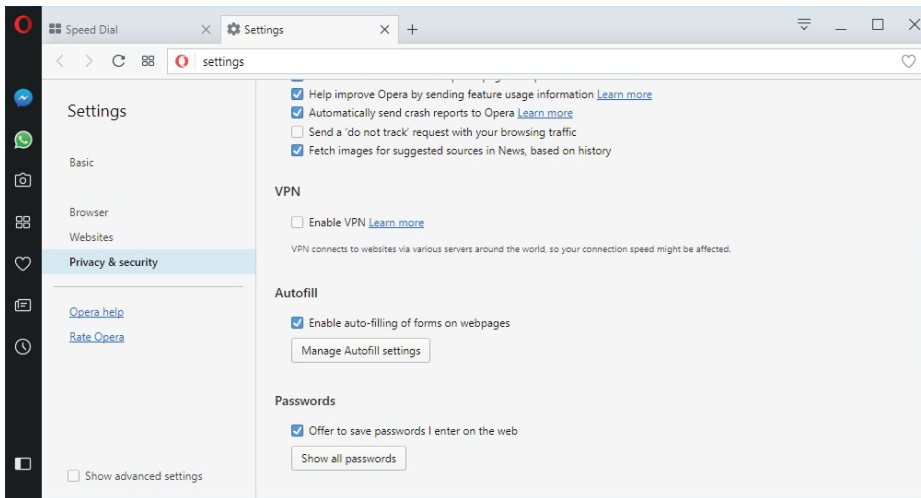 Speed Dial
Settings
settings
Settings
Basic
Browser
Websites
Privacy & security
Opera help
Rate Opera
Show advanced settings
Help improve Opera by sending feature usage information Learn more
Automatically send crash reports to Opera Learn more
Send a 'do not track' request with your browsing traffic
Fetch images for suggested sources in News, based on history
VPN
Enable VPN Learn more
VPN connects to websites via various servers around the world, so your connection speed might be affected.
Autofill
Enable auto-filling of forms on webpages
Manage Autofill settings
Passwords
Offer to save passwords I enter on the web
Show all passwords